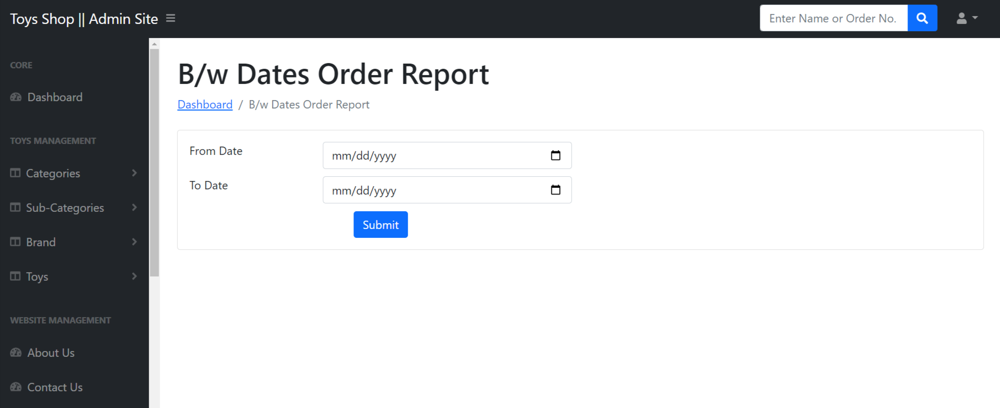 Toys Shop || Admin Site
Enter Name or Order No.
CORE
Dashboard
TOYS MANAGEMENT
Categories
Sub-Categories
Brand
Toys
WEBSITE MANAGEMENT
About Us
Contact Us
B/w Dates Order Report
Dashboard / B/w Dates Order Report
From Date
mm/dd/yyyy
To Date
mm/dd/yyyy
Submit